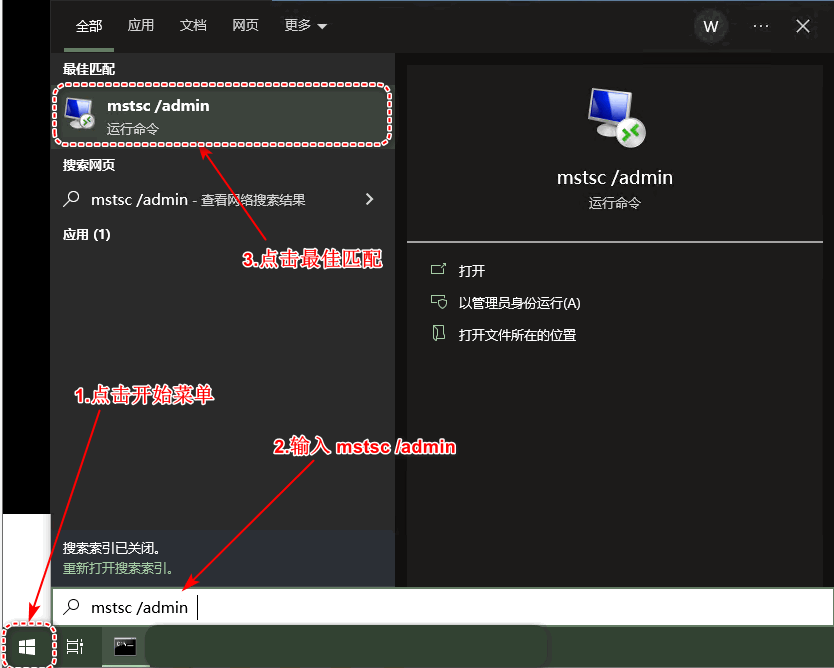 全部 应用 文档 网页 更多 W ...
最佳匹配
mstsc /admin
运行命令
搜索网页
mstsc /admin - 查看网络搜索结果
应用 (1)
3.点击最佳匹配
mstsc /admin
运行命令
打开
以管理员身份运行(A)
打开文件所在的位置
1.点击开始菜单
2.输入 mstsc /admin
搜索索引已关闭。
重新打开搜索索引。
mstsc /admin